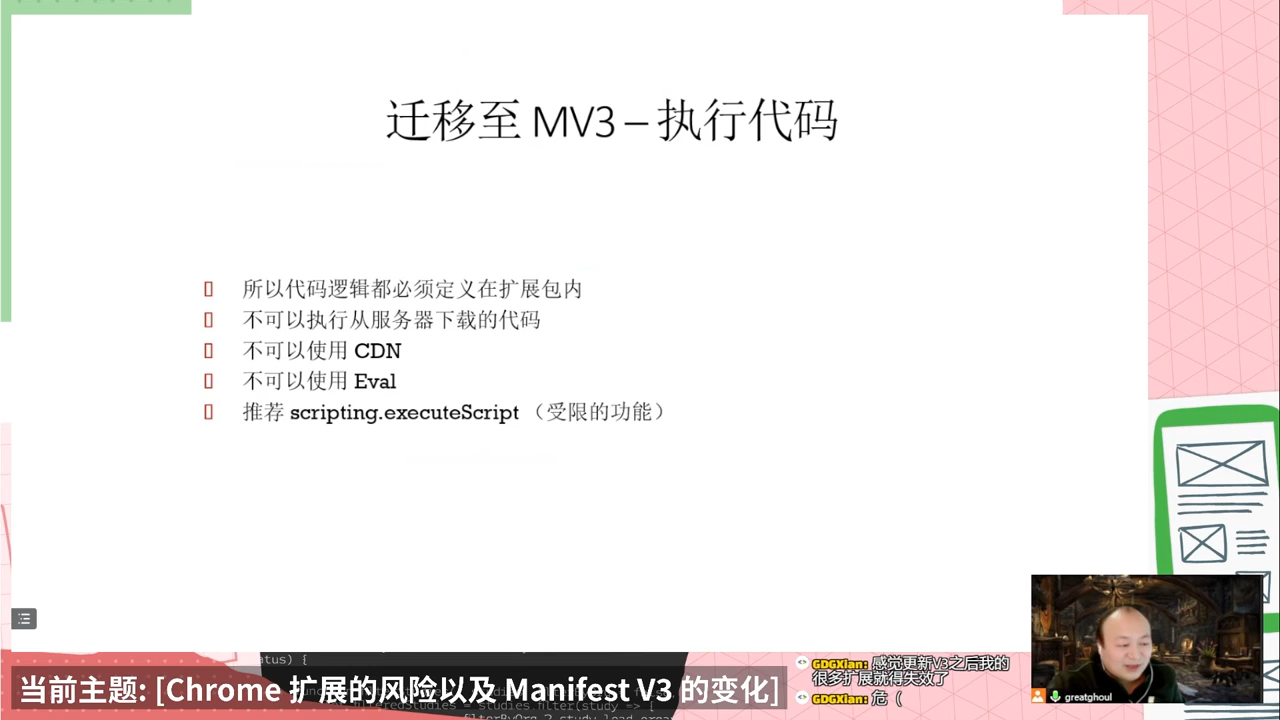 迁移至 MV3 – 执行代码
所以代码逻辑都必须定义在扩展包内
不可以执行从服务器下载的代码
不可以使用 CDN
不可以使用 Eval
推荐 scripting.executeScript （受限的功能）
atus) {
当前主题: [Chrome 扩展的风险以及 Manifest V3 的变化]
GDGXian: 感觉更新V3之后我的
很多扩展就得失效了
GDGXian: 危（
greatghoul